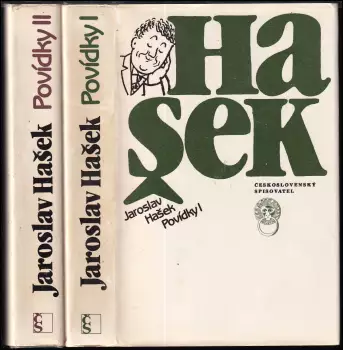 Jaroslav Hašek Povídky II
ČS
Jaroslav Hašek Povídky I
ČS
Ha
šek
Jaroslav
Hašek
Povídky I
ČESKOSLOVENSKÝ
SPISOVATEL